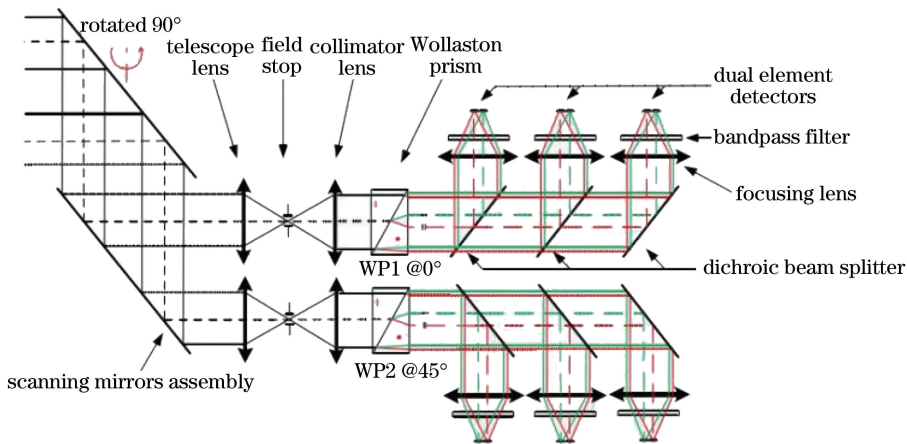 rotated 90°
telescope
lens
field
stop
collimator
lens
Wollaston
prism
dual element
detectors
bandpass filter
focusing lens
dichroic beam splitter
WP1 @0°
WP2 @45°
scanning mirrors assembly